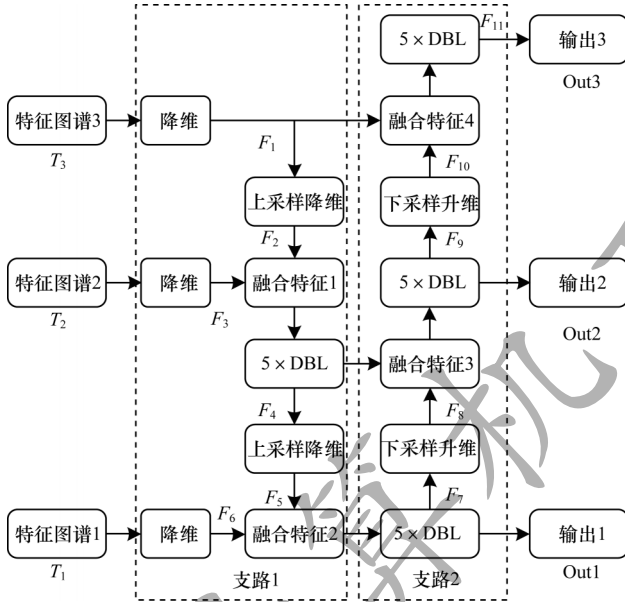 F₁₁
5×DBL
输出3
Out3
特征图谱3
降维
融合特征4
T₃
F₁
F₁₀
上采样降维
下采样升维
F₂
F₉
特征图谱2
降维
融合特征1
5×DBL
输出2
T₂
F₃
Out2
5×DBL
融合特征3
F₄
F₈
上采样降维
下采样升维
F₅
F₇
特征图谱1
降维
F₆
融合特征2
5×DBL
输出1
T₁
支路1
支路2
Out1
算机